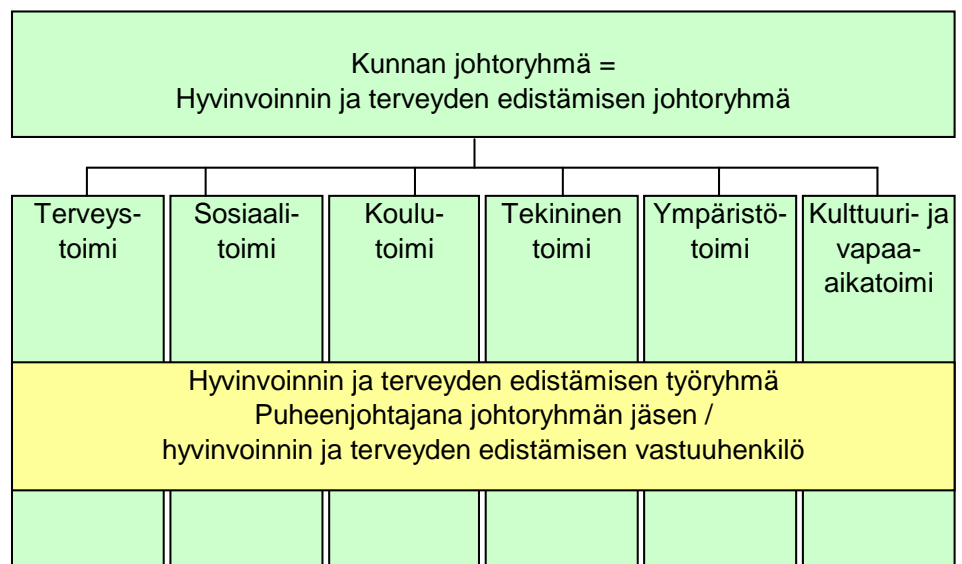 Kunnan johtoryhmä =
Hyvinvoinnin ja terveyden edistämisen johtoryhmä
Terveys-
toimi
Sosiaali-
toimi
Koulu-
toimi
Tekininen
toimi
Ympäristö-
toimi
Kulttuuri- ja
vapaa-
aikatoimi
Hyvinvoinnin ja terveyden edistämisen työryhmä
Puheenjohtajana johtoryhmän jäsen /
hyvinvoinnin ja terveyden edistämisen vastuuhenkilö